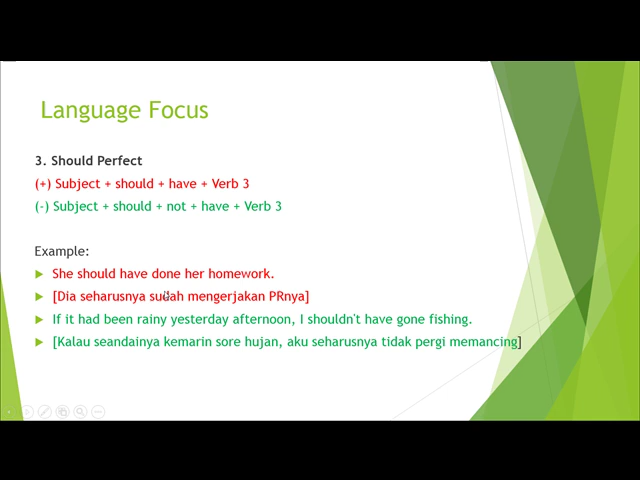 Language Focus
3. Should Perfect
(+) Subject + should + have + Verb 3
(-) Subject + should + not + have + Verb 3
Example:
She should have done her homework.
[Dia seharusnya sudah mengerjakan PRnya]
If it had been rainy yesterday afternoon, I shouldn't have gone fishing.
[Kalau seandainya kemarin sore hujan, aku seharusnya tidak pergi memancing]